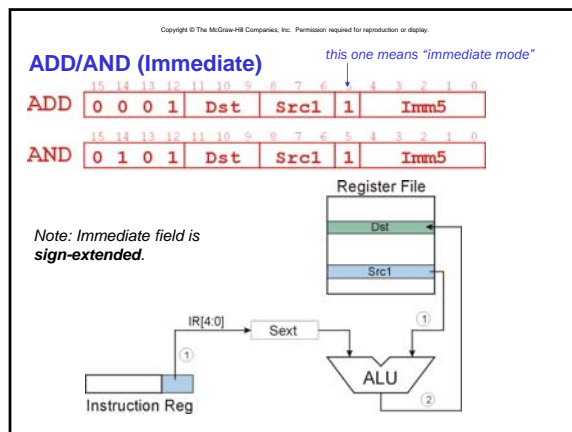 Copyright © The McGraw-Hill Companies, Inc. Permission required for reproduction or display.
ADD/AND (Immediate)
this one means “immediate mode”
15 14 13 12 11 10 9 8 7 6 5 4 3 2 1 0
ADD 0 0 0 1 Dst Src1 1 Imm5
15 14 13 12 11 10 9 8 7 6 5 4 3 2 1 0
AND 0 1 0 1 Dst Src1 1 Imm5
Register File
Note: Immediate field is
sign-extended.
Dst
Src1
IR[4:0]
Sext
1
1
ALU
2
Instruction Reg